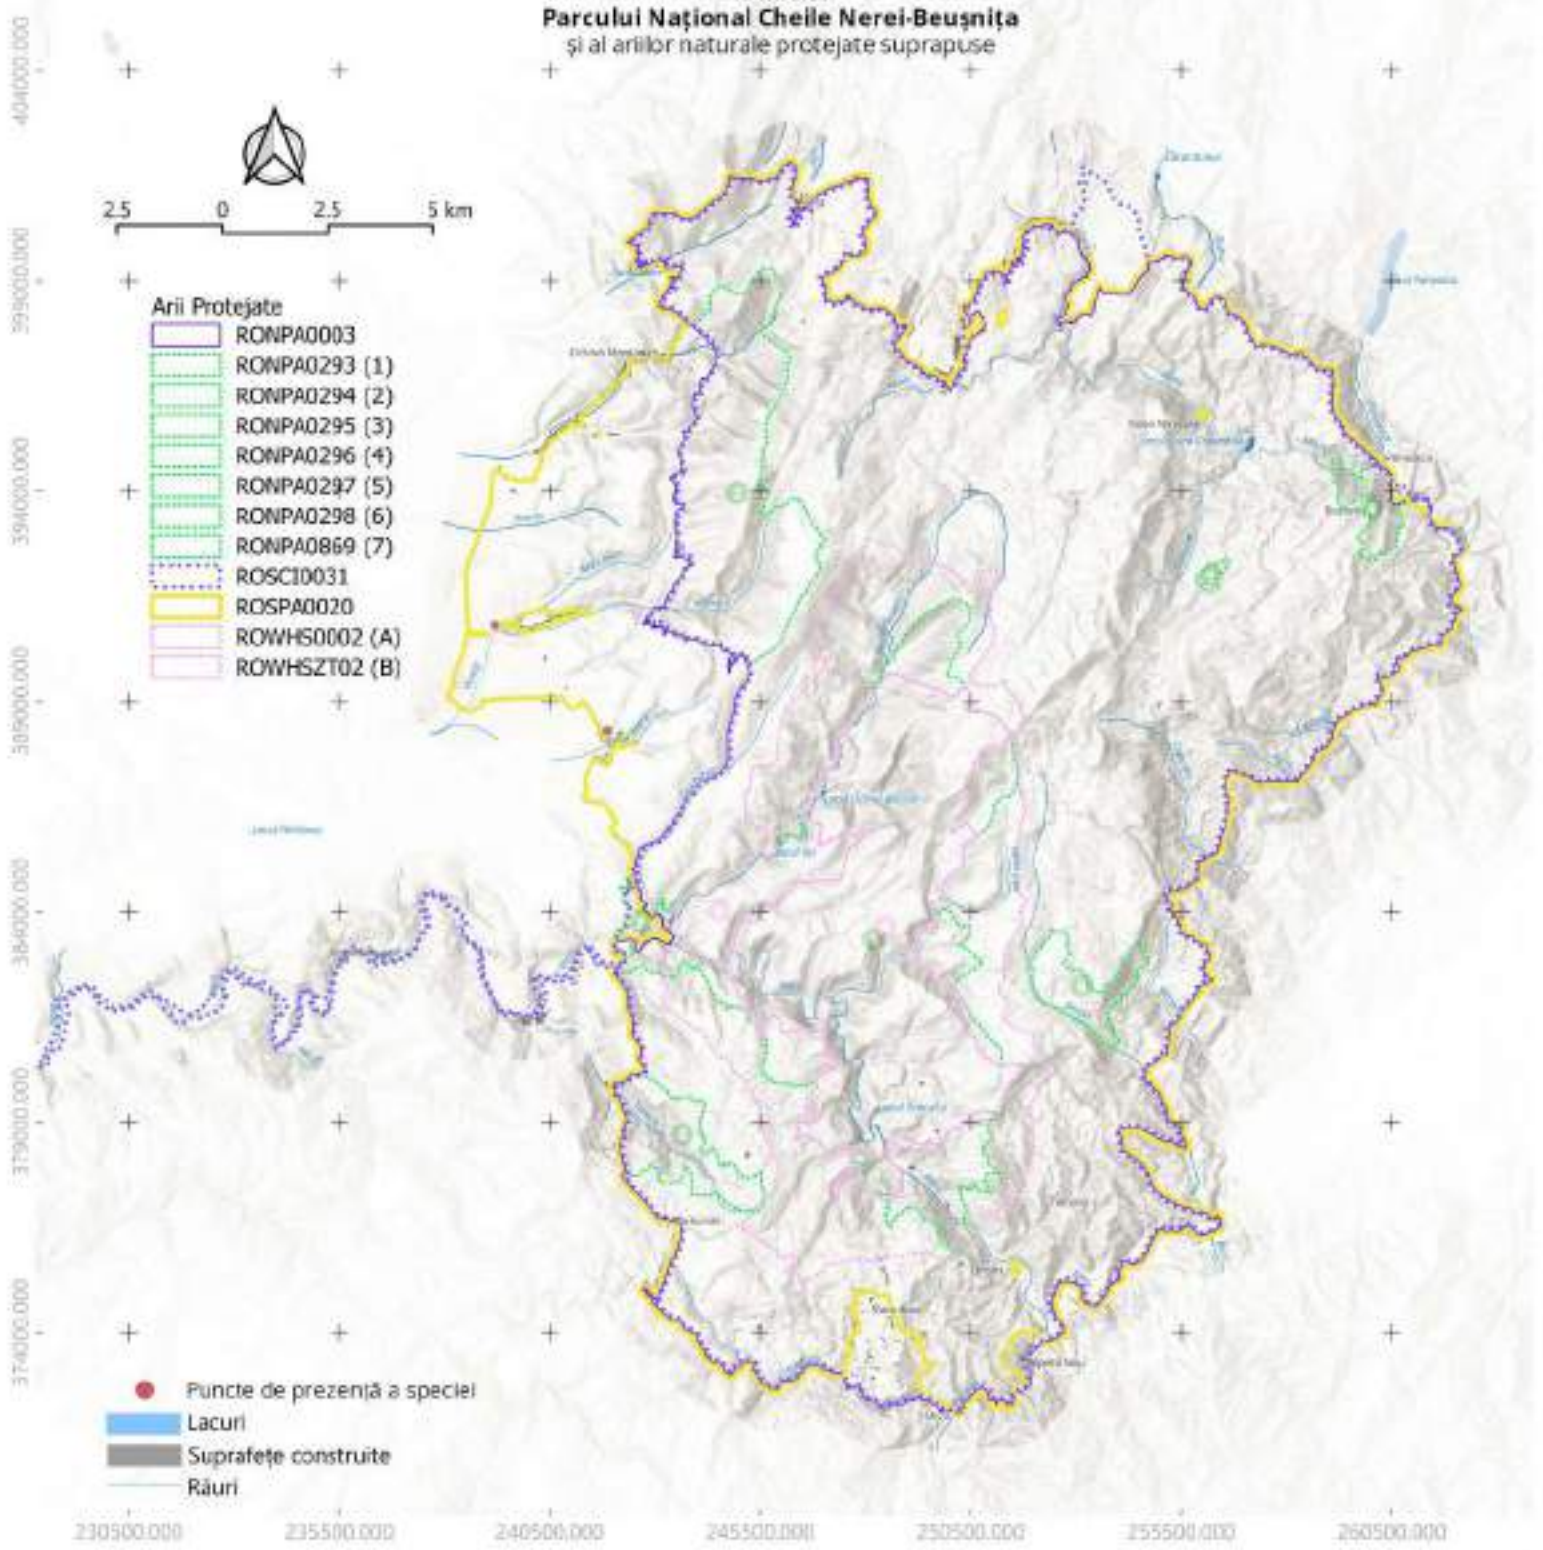 Parcului Național Cheile Nerei-Beușnița
și al ariilor naturale protejate suprapuse
404000.000
399000.000
394000.000
389000.000
384000.000
379000.000
374000.000
2.5 0 2.5 5 km
Arii Protejate
RONPA0003
RONPA0293 (1)
RONPA0294 (2)
RONPA0295 (3)
RONPA0296 (4)
RONPA0297 (5)
RONPA0298 (6)
RONPA0869 (7)
ROSCI0031
ROSPA0020
ROWHS0002 (A)
ROWHSZT02 (B)
Puncte de prezență a speciei
Lacuri
Suprafețe construite
Râuri
230500.000 235500.000 240500.000 245500.000 250500.000 255500.000 260500.000